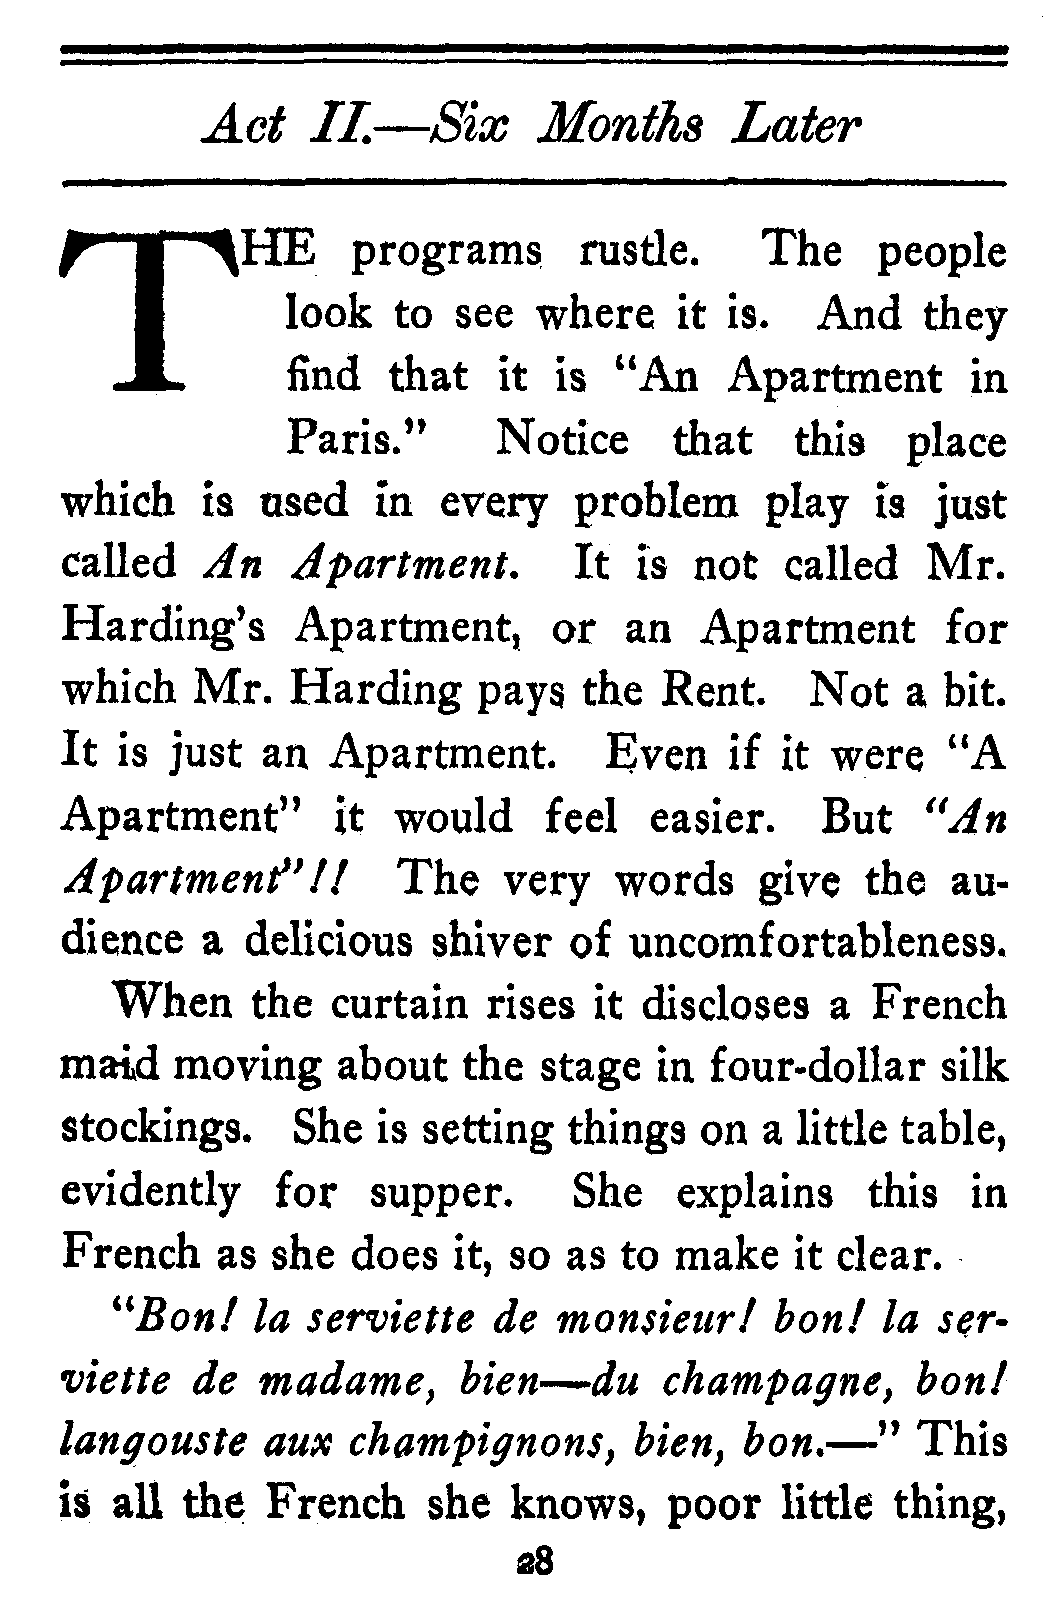 Act II.—Six Months Later
THE programs rustle. The people
look to see where it is. And they
find that it is "An Apartment in
Paris." Notice that this place
which is used in every problem play is just
called An Apartment. It is not called Mr.
Harding's Apartment, or an Apartment for
which Mr. Harding pays the Rent. Not a bit.
It is just an Apartment. Even if it were "A
Apartment" it would feel easier. But "An
Apartment"!! The very words give the au-
dience a delicious shiver of uncomfortableness.
When the curtain rises it discloses a French
maid moving about the stage in four-dollar silk
stockings. She is setting things on a little table,
evidently for supper. She explains this in
French as she does it, so as to make it clear.
"Bon! la serviette de monsieur! bon! la ser-
viette de madame, bien—du champagne, bon!
langouste aux champignons, bien, bon.—" This
is all the French she knows, poor little thing,
28